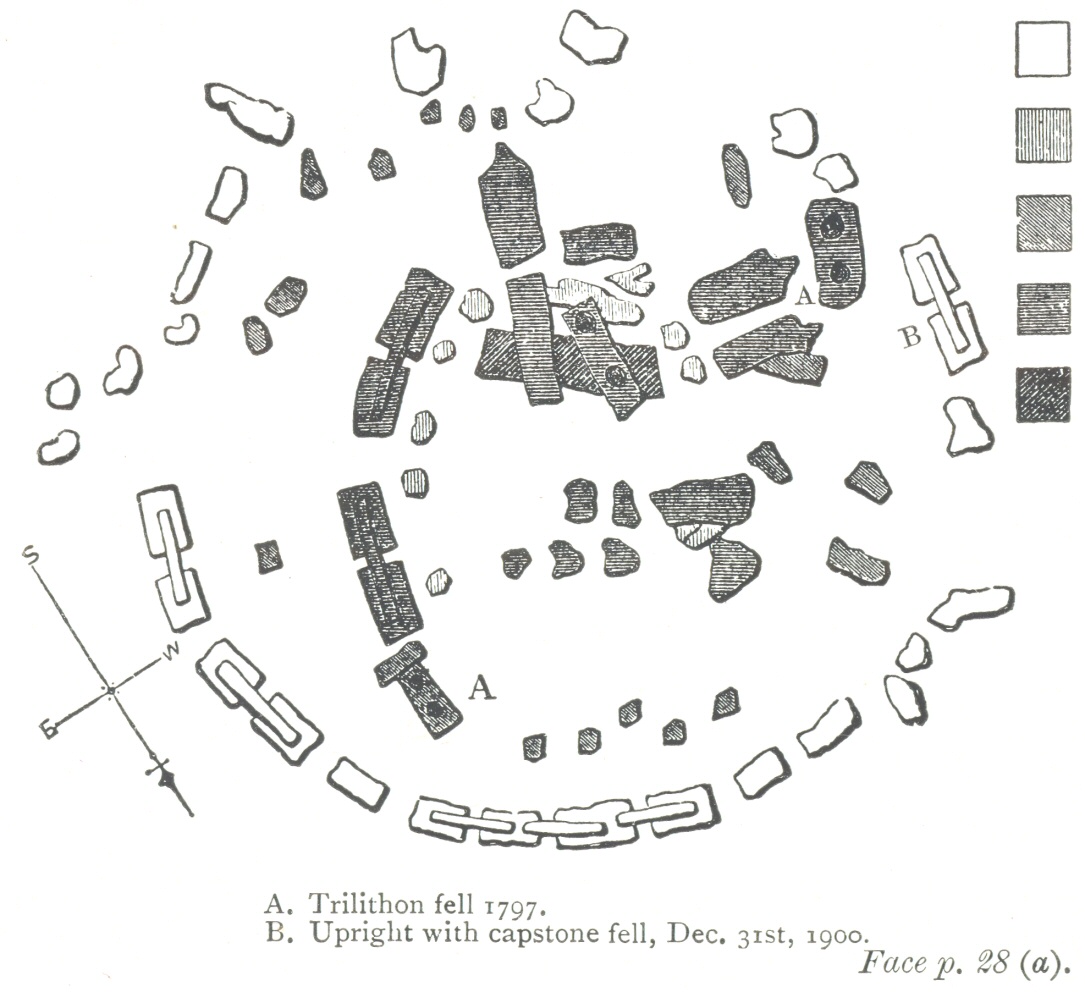 A
B
A
S
W
E
A. Trilithon fell 1797.
B. Upright with capstone fell, Dec. 31st, 1900.
Face p. 28 (a).